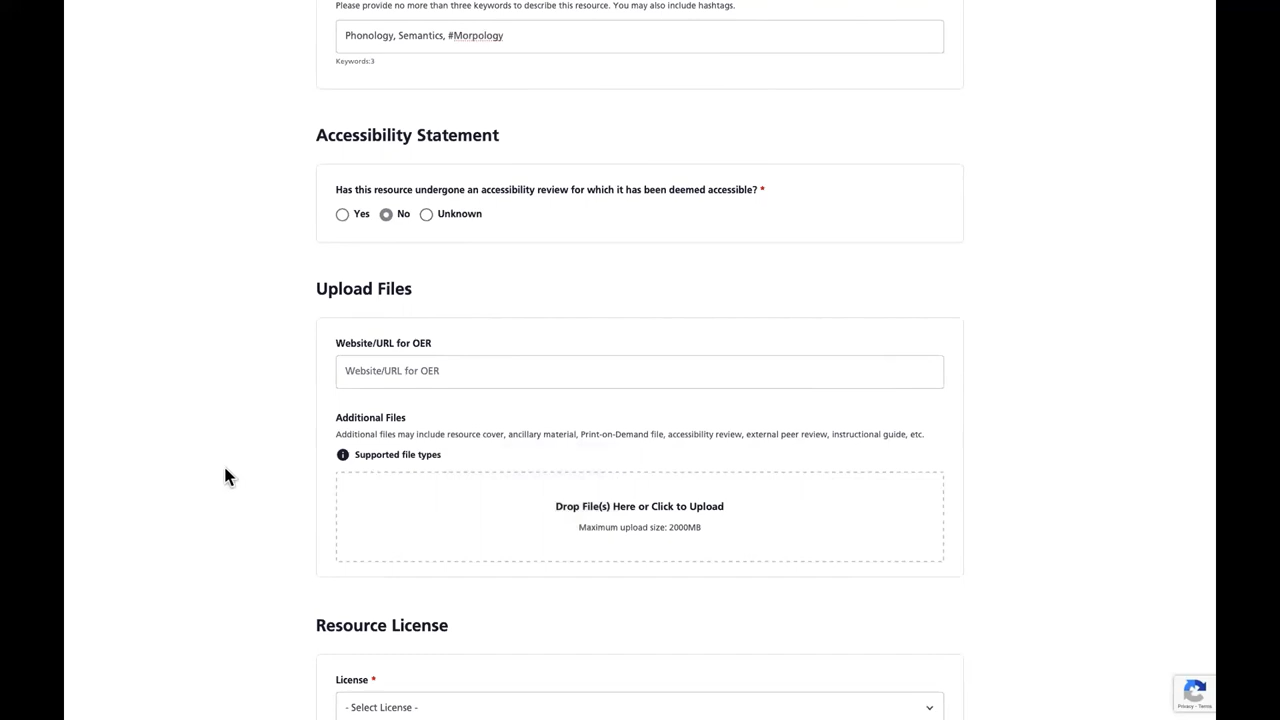 Please provide no more than three keywords to describe this resource. You may also include hashtags.
Phonology, Semantics, #Morpology
Keywords:3
Accessibility Statement
Has this resource undergone an accessibility review for which it has been deemed accessible? *
Yes No Unknown
Upload Files
Website/URL for OER
Website/URL for OER
Additional Files
Additional files may include resource cover, ancillary material, Print-on-Demand file, accessibility review, external peer review, instructional guide, etc.
Supported file types
Drop File(s) Here or Click to Upload
Maximum upload size: 2000MB
Resource License
License *
- Select License -
Privacy - Terms